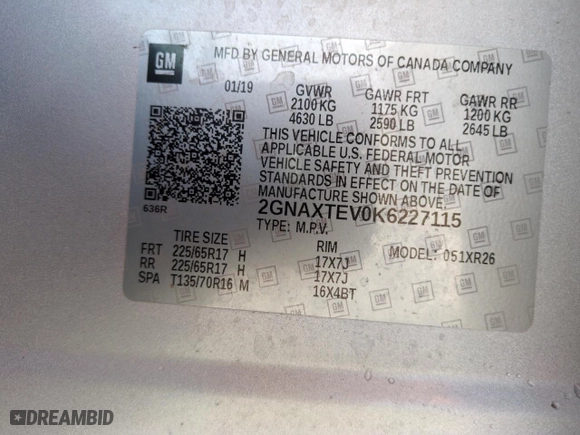 GM
MFD BY GENERAL MOTORS OF CANADA COMPANY
01/19 GVWR GAWR FRT GAWR RR
2100 KG 1175 KG 1200 KG
4630 LB 2590 LB 2645 LB
THIS VEHICLE CONFORMS TO ALL
APPLICABLE U.S. FEDERAL MOTOR
VEHICLE SAFETY AND THEFT PREVENTION
STANDARDS IN EFFECT ON THE DATE OF
MANUFACTURE SHOWN ABOVE.
636R
2GNAXTEV0K6227115
TYPE: M.P.V. MODEL: 051XR26
TIRE SIZE RIM
FRT 225/65R17 H 17X7J
RR 225/65R17 H 17X7J
SPA T135/70R16 M 16X4BT
DREAMBID